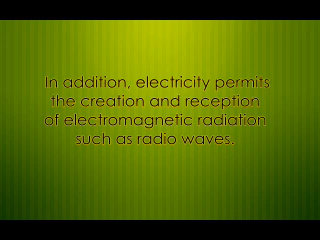 In addition, electricity permits
the creation and reception
of electromagnetic radiation
such as radio waves.